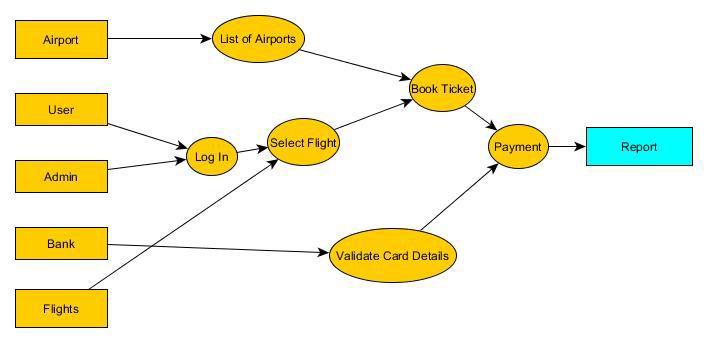 Airport
List of Airports
Book Ticket
User
Select Flight
Log In
Payment
Report
Admin
Bank
Validate Card Details
Flights